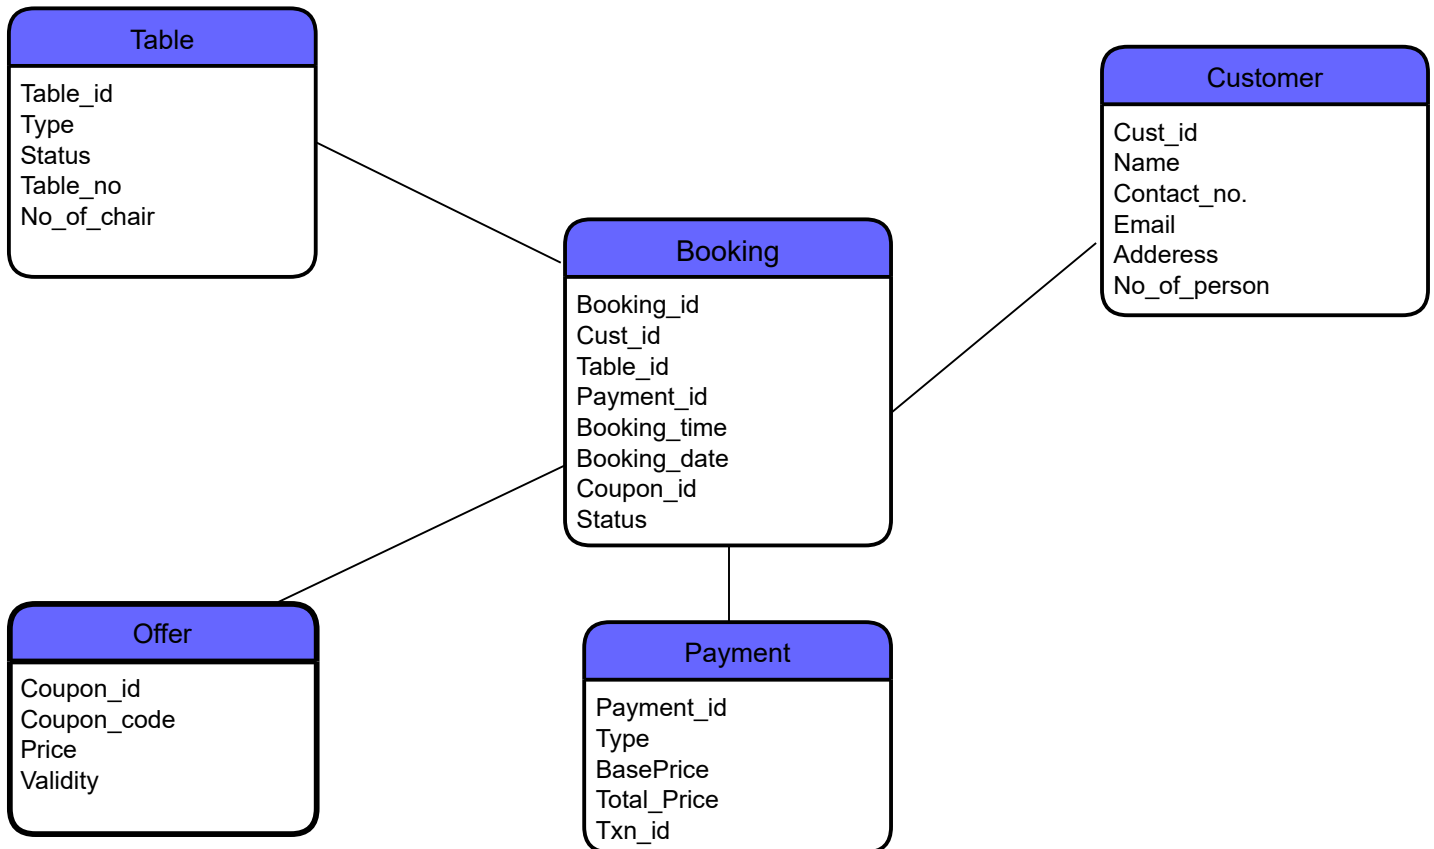 Table
Table_id
Type
Status
Table_no
No_of_chair
Customer
Cust_id
Name
Contact_no.
Email
Adderess
No_of_person
Booking
Booking_id
Cust_id
Table_id
Payment_id
Booking_time
Booking_date
Coupon_id
Status
Offer
Coupon_id
Coupon_code
Price
Validity
Payment
Payment_id
Type
BasePrice
Total_Price
Txn_id